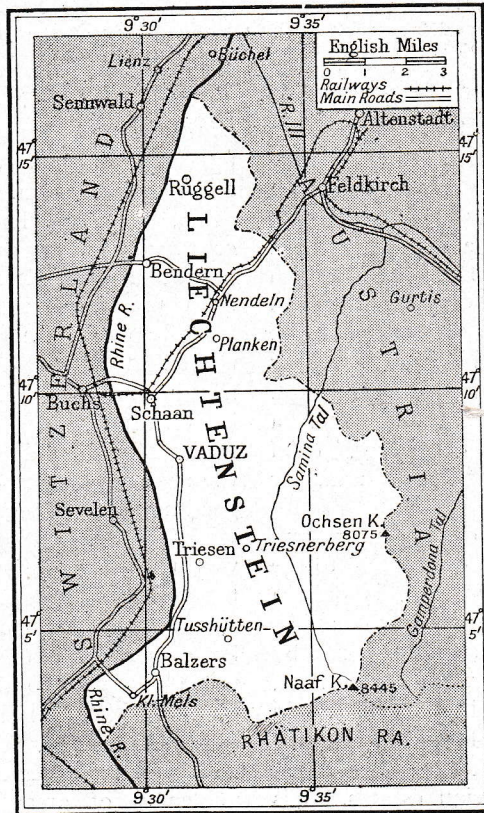 9° 30'
9° 35'
English Miles
0 1 2 3
Railways
Main Roads
Lienz
Büchel
Sennwald
R. Ill
Altenstadt
47° 15'
47° 15'
Ruggell
Feldkirch
SWITZERLAND
LIECHTENSTEIN
AUSTRIA
Bendern
Nendeln
Gurtis
Rhine R.
Planken
47° 10'
47° 10'
Buchs
Schaan
Samina Tal
VADUZ
Sevelen
Ochsen K.
8075
Triesen
Triesnerberg
Gamperdona Tal
47° 5'
47° 5'
Tusshütten
Balzers
Naaf K.
8445
Kl. Mels
Rhine R.
RHÄTIKON RA.
9° 30'
9° 35'